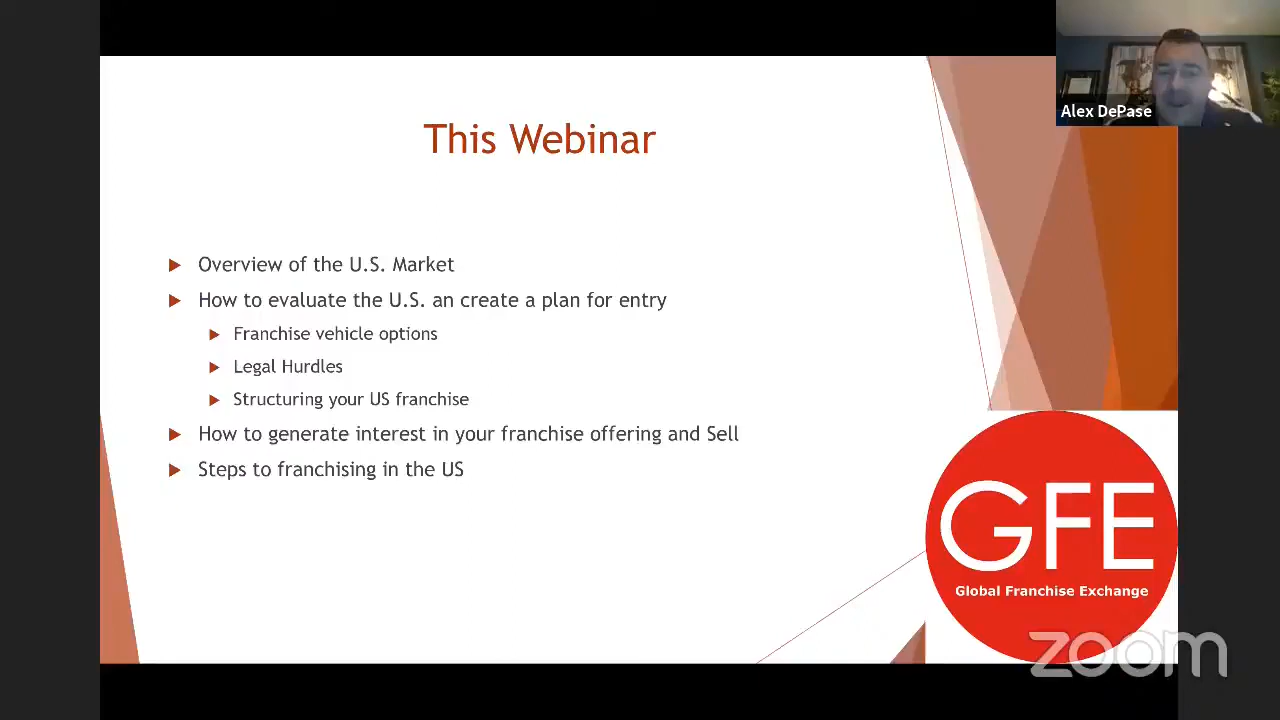 Alex DePase
This Webinar
Overview of the U.S. Market
How to evaluate the U.S. an create a plan for entry
Franchise vehicle options
Legal Hurdles
Structuring your US franchise
How to generate interest in your franchise offering and Sell
Steps to franchising in the US
GFE
Global Franchise Exchange
zoom